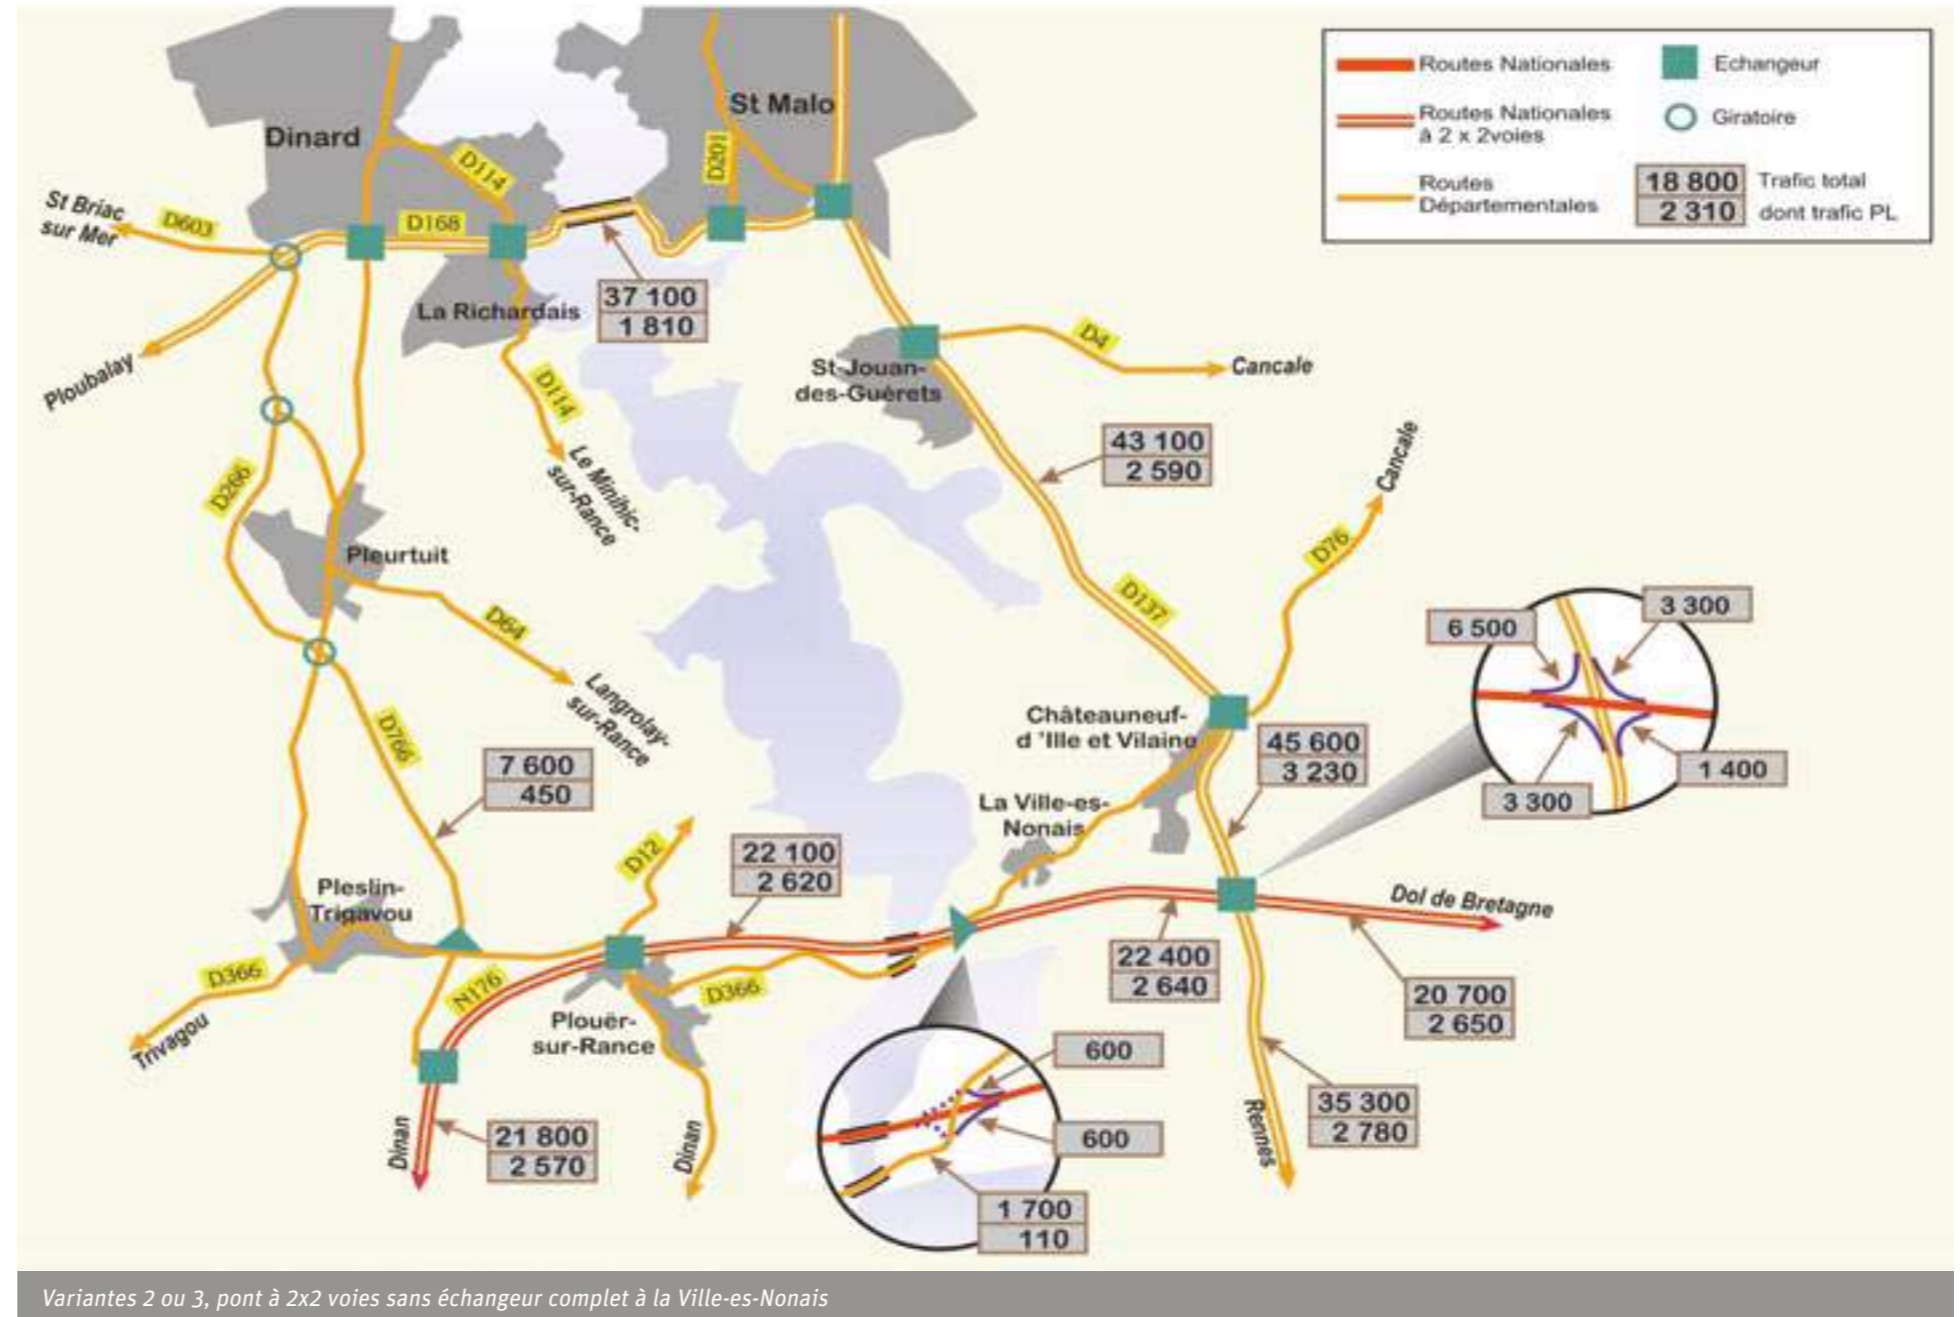 Routes Nationales
Echangeur
Routes Nationales
à 2 x 2voies
Giratoire
Routes
Départementales
18 800
2 310
Trafic total
dont trafic PL
St Malo
Dinard
D201
D114
St Briac
sur Mer
D603
D168
La Richardais
37 100
1 810
Ploubalay
D4
Cancale
St-Jouan-
des-Guérets
D114
Le Minihic-
sur-Rance
43 100
2 590
Cancale
D266
D76
Pleurtuit
D137
D64
Langrolay-
sur-Rance
6 500
3 300
3 300
1 400
D766
Châteauneuf-
d 'Ille et Vilaine
45 600
3 230
7 600
450
La Ville-es-
Nonais
D12
22 100
2 620
Pleslin-
Trigavou
Dol de Bretagne
D366
Trivagou
N176
D366
22 400
2 640
20 700
2 650
Plouër-
sur-Rance
600
600
1 700
110
35 300
2 780
Rennes
Dinan
21 800
2 570
Dinan
Variantes 2 ou 3, pont à 2x2 voies sans échangeur complet à la Ville-es-Nonais